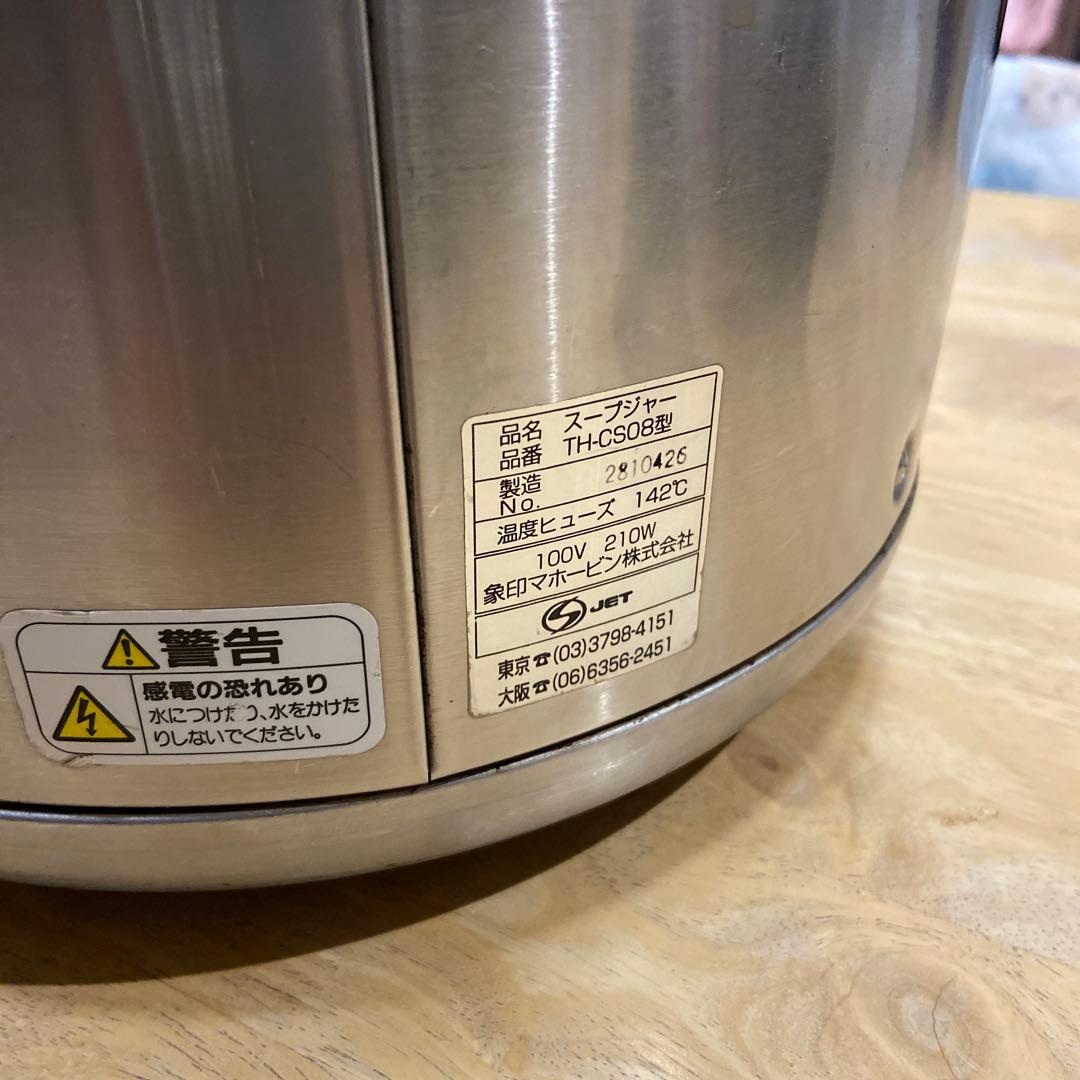 品名 スープジャー
品番 TH-CS08型
製造No. 2810426
温度ヒューズ 142℃
100V 210W
象印マホービン株式会社
JET
東京☎(03)3798-4151
大阪☎(06)6356-2451
警告
感電の恐れあり
水につけたり、水をかけた
りしないでください。